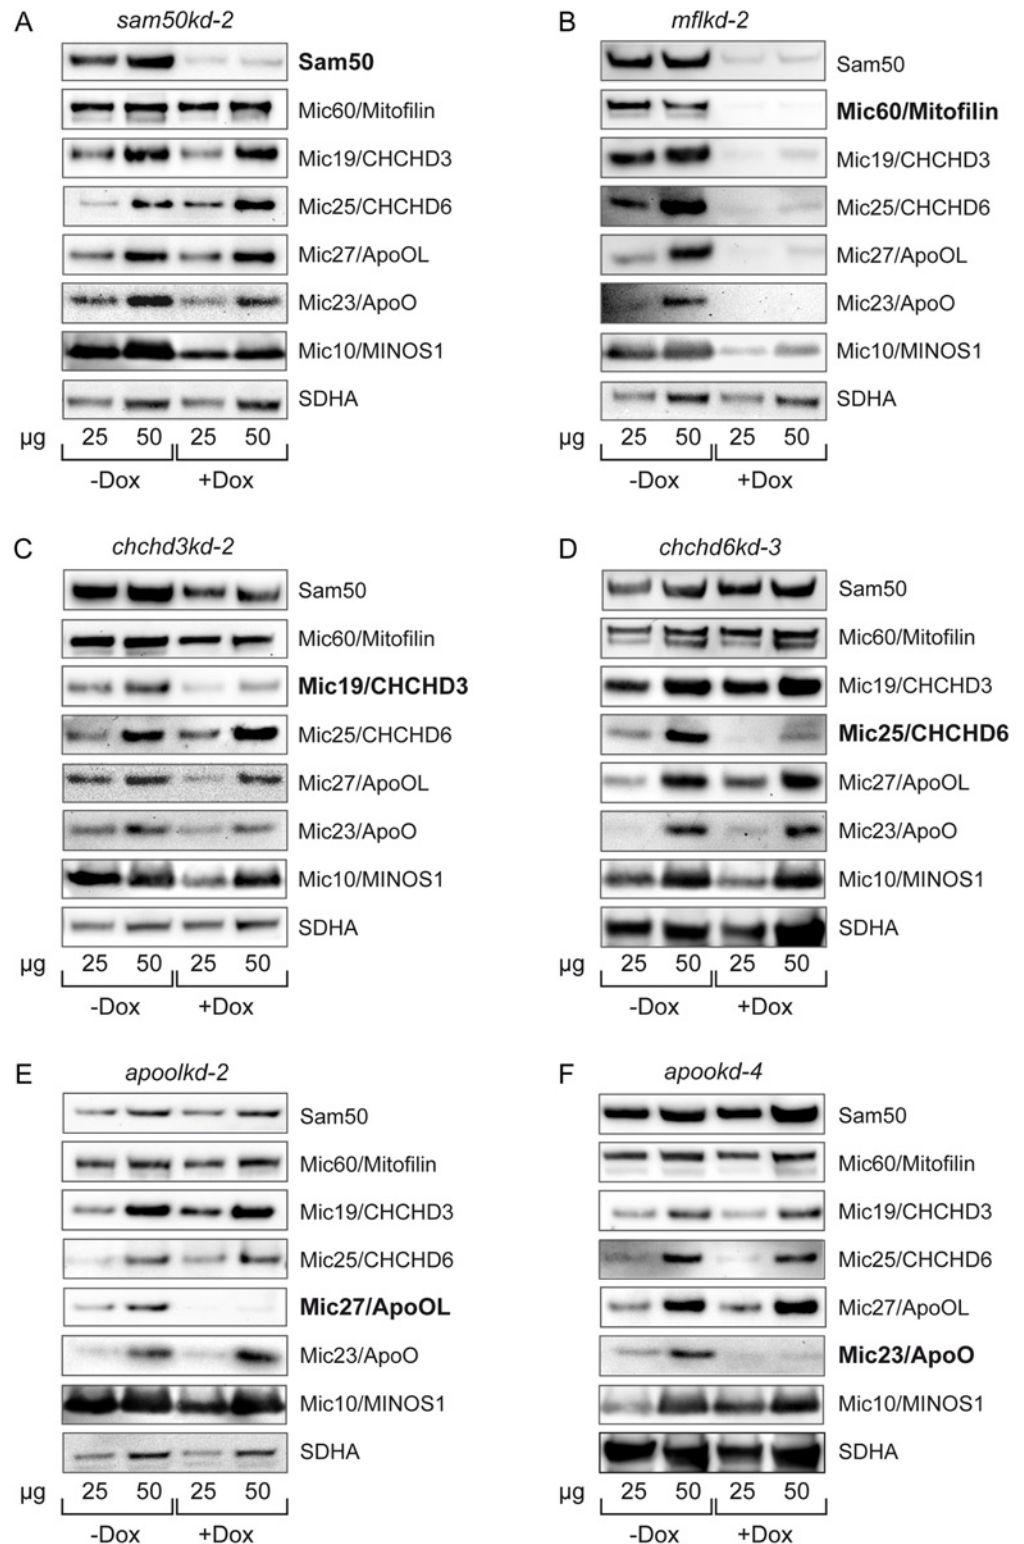 A sam50kd-2
Sam50
Mic60/Mitofilin
Mic19/CHCHD3
Mic25/CHCHD6
Mic27/ApoOL
Mic23/ApoO
Mic10/MINOS1
SDHA
µg 25 50 25 50
-Dox +Dox
B mflkd-2
Sam50
Mic60/Mitofilin
Mic19/CHCHD3
Mic25/CHCHD6
Mic27/ApoOL
Mic23/ApoO
Mic10/MINOS1
SDHA
µg 25 50 25 50
-Dox +Dox
C chchd3kd-2
Sam50
Mic60/Mitofilin
Mic19/CHCHD3
Mic25/CHCHD6
Mic27/ApoOL
Mic23/ApoO
Mic10/MINOS1
SDHA
µg 25 50 25 50
-Dox +Dox
D chchd6kd-3
Sam50
Mic60/Mitofilin
Mic19/CHCHD3
Mic25/CHCHD6
Mic27/ApoOL
Mic23/ApoO
Mic10/MINOS1
SDHA
µg 25 50 25 50
-Dox +Dox
E apoolkd-2
Sam50
Mic60/Mitofilin
Mic19/CHCHD3
Mic25/CHCHD6
Mic27/ApoOL
Mic23/ApoO
Mic10/MINOS1
SDHA
µg 25 50 25 50
-Dox +Dox
F apookd-4
Sam50
Mic60/Mitofilin
Mic19/CHCHD3
Mic25/CHCHD6
Mic27/ApoOL
Mic23/ApoO
Mic10/MINOS1
SDHA
µg 25 50 25 50
-Dox +Dox